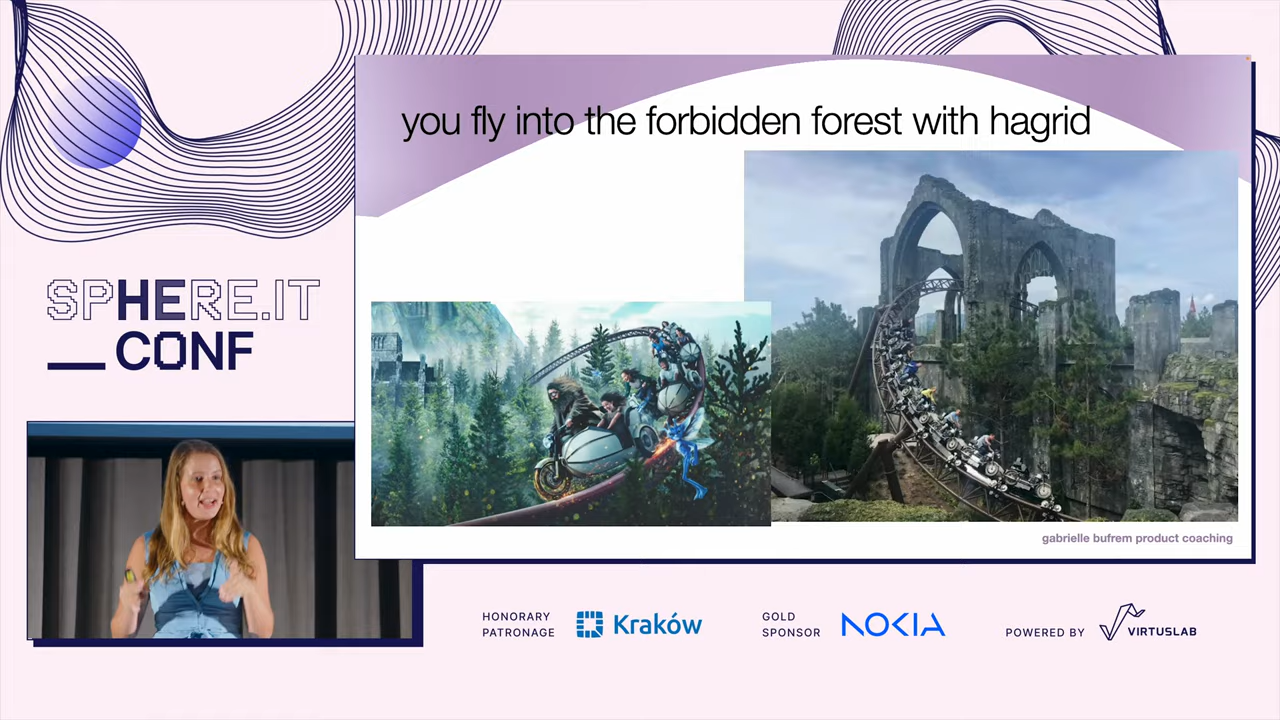 you fly into the forbidden forest with hagrid
SPHERE.IT
CONF
gabrielle bufrem product coaching
HONORARY
PATRONAGE
Kraków
GOLD
SPONSOR
NOKIA
POWERED BY
VIRTUSLAB